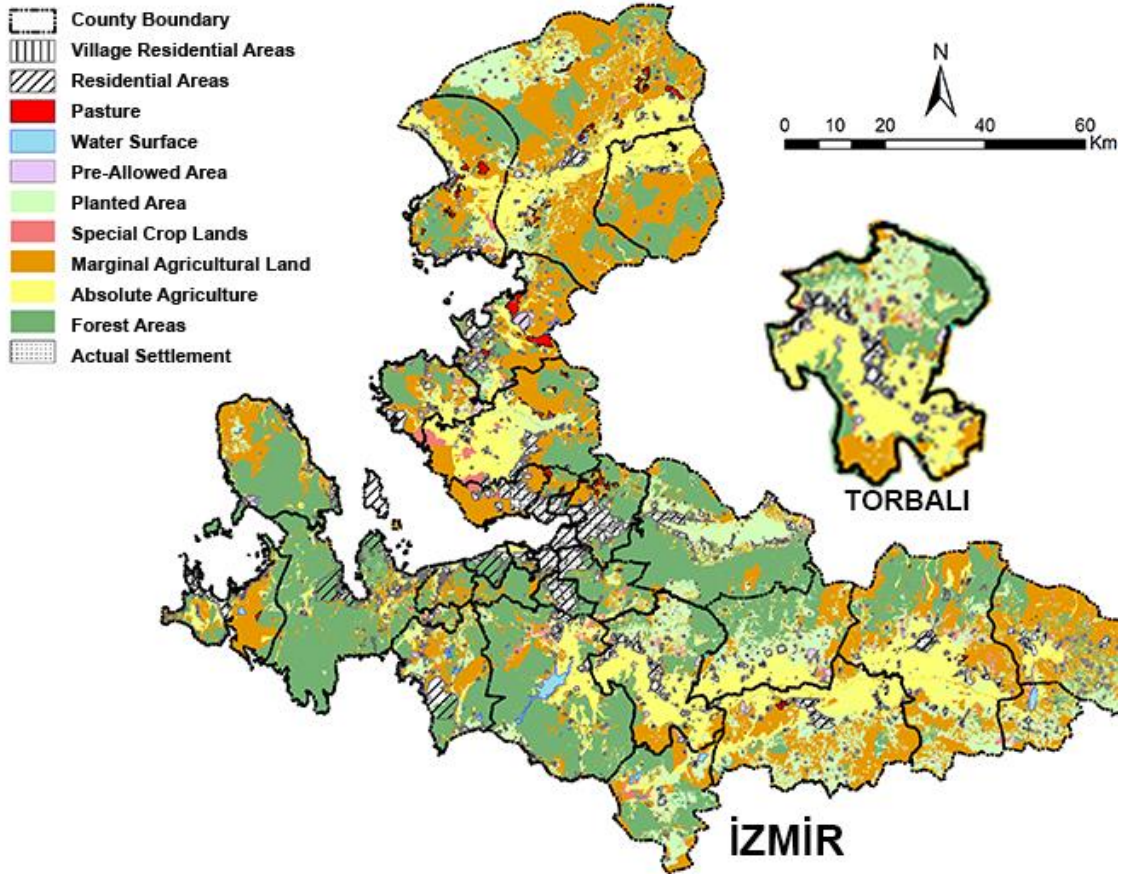 County Boundary
Village Residential Areas
Residential Areas
Pasture
Water Surface
Pre-Allowed Area
Planted Area
Special Crop Lands
Marginal Agricultural Land
Absolute Agriculture
Forest Areas
Actual Settlement
N
0 10 20 40 60
Km
TORBALI
İZMİR